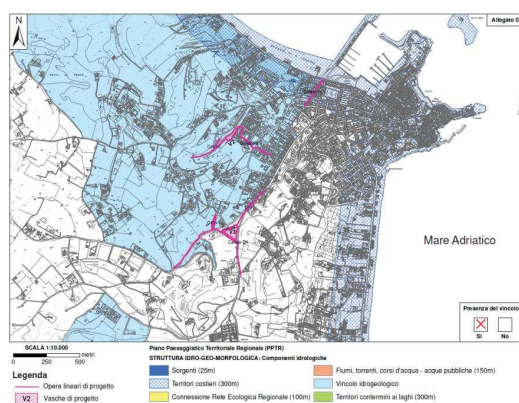 N
Allegato 0
Mare Adriatico
Presenza del vincolo
Si No
SCALA 1:10.000
0 250 500 metri
Legenda
Opere lineari di progetto
V2 Vasche di progetto
Piano Paesaggistico Territoriale Regionale (PPTR)
STRUTTURA IDRO-GEO-MORFOLOGICA: Componenti idrologiche
Sorgenti (25m)
Territori costieri (300m)
Connessione Rete Ecologica Regionale (100m)
Fiumi, torrenti, corsi d'acqua - acque pubbliche (150m)
Vincolo idrogeologico
Territori contermini ai laghi (300m)